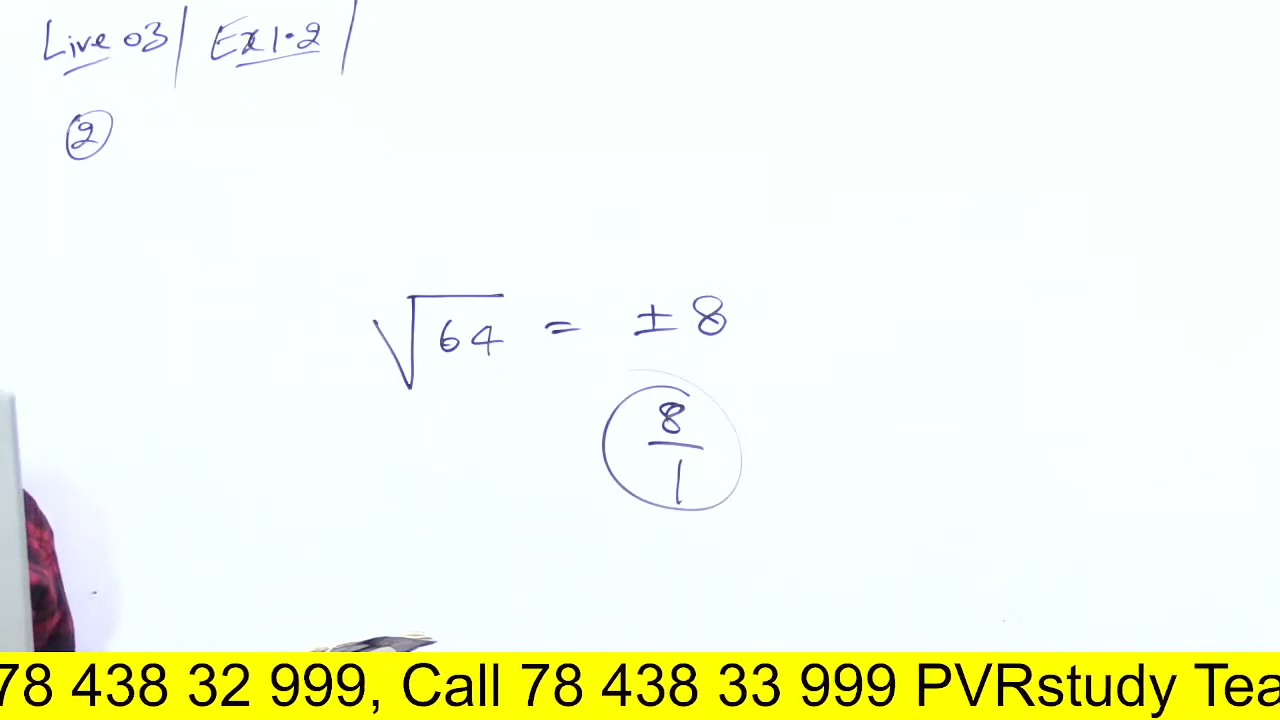 Live 03 | Ex 1.2 |
②
√64 = ± 8
8
1
78 438 32 999, Call 78 438 33 999 PVRstudy Tea